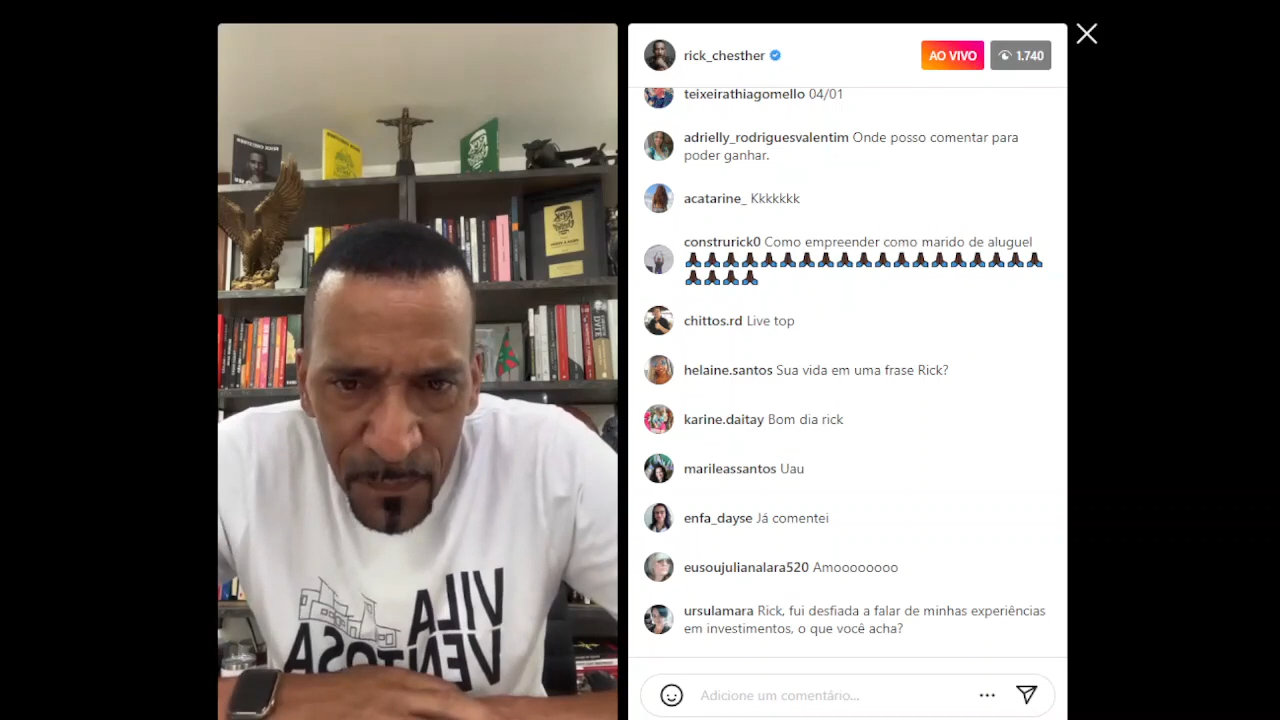 rick_chesther
AO VIVO
1.740
teixeirathiagomello 04/01
adrielly_rodriguesvalentim Onde posso comentar para
poder ganhar.
acatarine_ Kkkkkkk
construrick0 Como empreender como marido de aluguel
chittos.rd Live top
helaine.santos Sua vida em uma frase Rick?
karine.daitay Bom dia rick
marileassantos Uau
enfa_dayse Já comentei
eusoujulianalara520 Amoooooooo
ursulamara Rick, fui desfiada a falar de minhas experiências
em investimentos, o que você acha?
Adicione um comentário...
VILA
VENTOSA